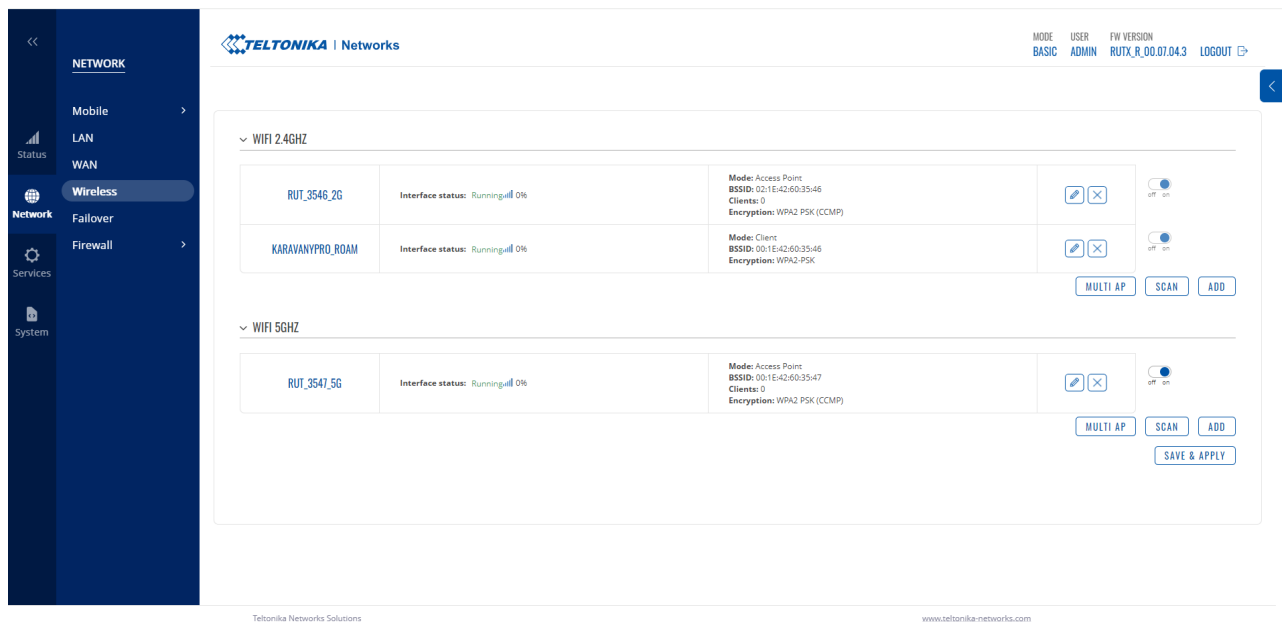 TELTONIKA | Networks
MODE USER FW VERSION
BASIC ADMIN RUTX_R_00.07.04.3 LOGOUT
NETWORK
Mobile
LAN
WAN
Wireless
Failover
Firewall
Status
Network
Services
System
WIFI 2.4GHZ
RUT_3546_2G
Interface status: Running 0%
Mode: Access Point
BSSID: 02:1E:42:60:35:46
Clients: 0
Encryption: WPA2 PSK (CCMP)
off on
KARAVANYPRO_ROAM
Interface status: Running 0%
Mode: Client
BSSID: 00:1E:42:60:35:46
Encryption: WPA2-PSK
off on
MULTI AP SCAN ADD
WIFI 5GHZ
RUT_3547_5G
Interface status: Running 0%
Mode: Access Point
BSSID: 00:1E:42:60:35:47
Clients: 0
Encryption: WPA2 PSK (CCMP)
off on
MULTI AP SCAN ADD
SAVE & APPLY
Teltonika Networks Solutions
www.teltonika-networks.com